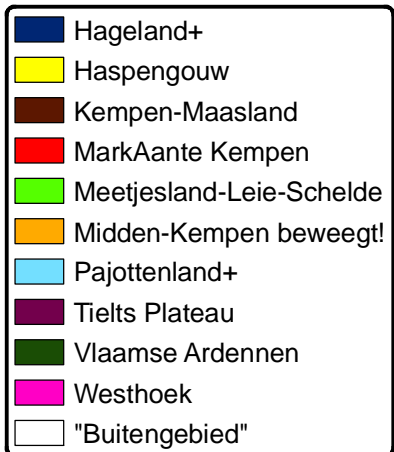 Hageland+
Haspengouw
Kempen-Maasland
MarkAante Kempen
Meetjesland-Leie-Schelde
Midden-Kempen beweegt!
Pajottenland+
Tielts Plateau
Vlaamse Ardennen
Westhoek
"Buitengebied"